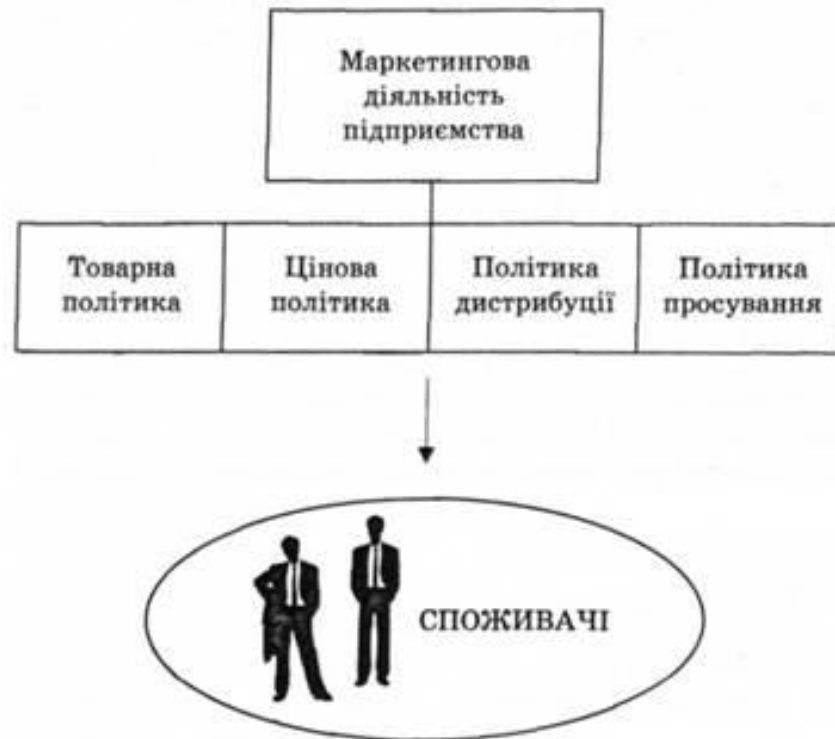 Маркетингова
діяльність
підприємства
Товарна
політика
Цінова
політика
Політика
дистрибуції
Політика
просування
СПОЖИВАЧІ